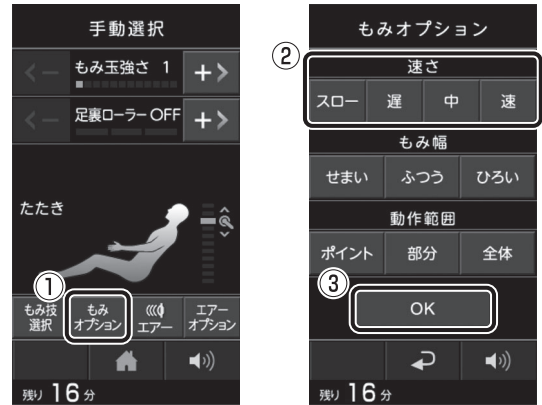 手動選択
もみ玉強さ 1
足裏ローラー OFF
たたき
①
もみ技
選択
もみ
オプション
エアー
エアー
オプション
残り 16 分
もみオプション
②
速さ
スロー 遅 中 速
もみ幅
せまい ふつう ひろい
動作範囲
ポイント 部分 全体
③
OK
残り 16 分